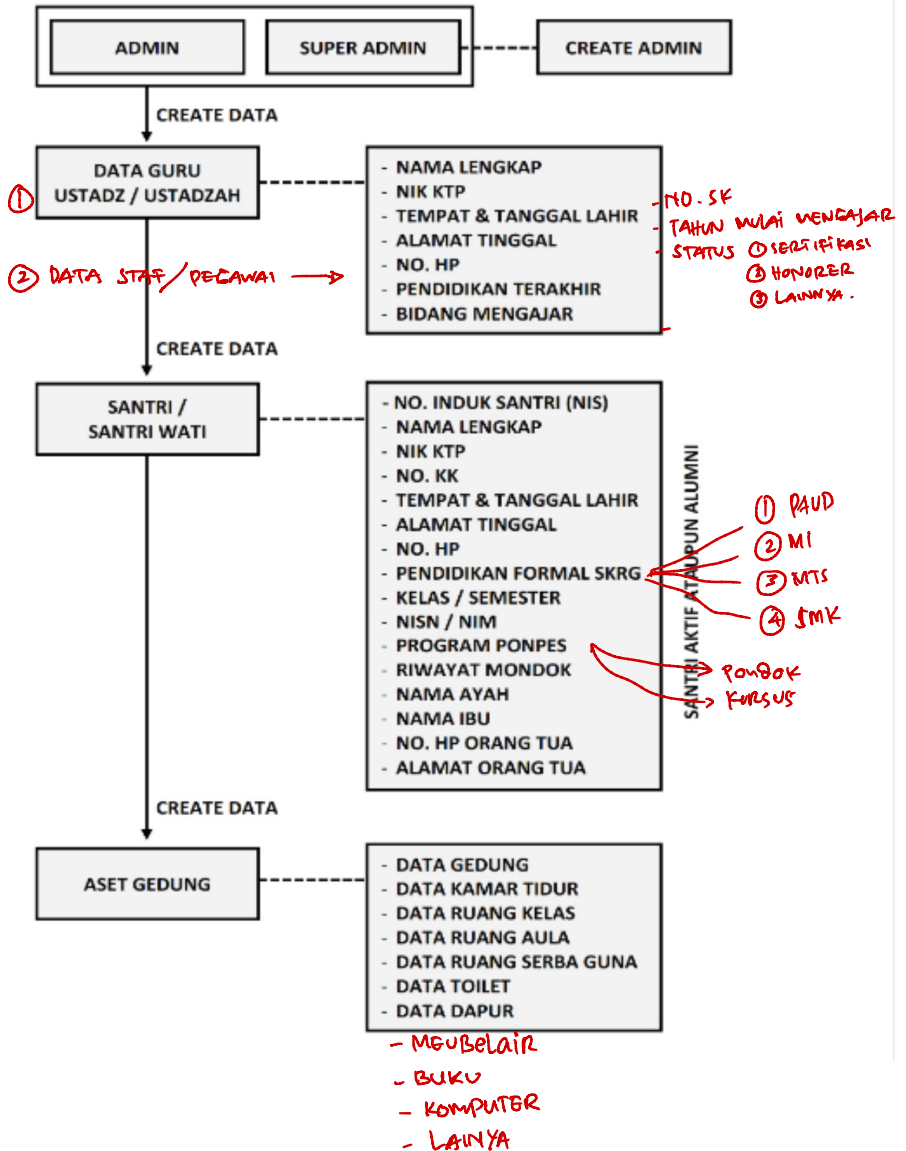 ADMIN
SUPER ADMIN
CREATE ADMIN
CREATE DATA
DATA GURU
USTADZ / USTADZAH
①
- NAMA LENGKAP
- NIK KTP
- TEMPAT & TANGGAL LAHIR
- ALAMAT TINGGAL
- NO. HP
- PENDIDIKAN TERAKHIR
- BIDANG MENGAJAR
- NO. SK
- TAHUN MULAI MENGAJAR
- STATUS ① SERTIFIKASI
② HONORER
③ LAINNYA.
② DATA STAF / PEGAWAI
CREATE DATA
SANTRI /
SANTRI WATI
- NO. INDUK SANTRI (NIS)
- NAMA LENGKAP
- NIK KTP
- NO. KK
- TEMPAT & TANGGAL LAHIR
- ALAMAT TINGGAL
- NO. HP
- PENDIDIKAN FORMAL SKRG
- KELAS / SEMESTER
- NISN / NIM
- PROGRAM PONPES
- RIWAYAT MONDOK
- NAMA AYAH
- NAMA IBU
- NO. HP ORANG TUA
- ALAMAT ORANG TUA
SANTRI AKTIF ATAUPUN ALUMNI
① PAUD
② MI
③ MTS
④ SMK
PONDOK
KURSUS
CREATE DATA
ASET GEDUNG
- DATA GEDUNG
- DATA KAMAR TIDUR
- DATA RUANG KELAS
- DATA RUANG AULA
- DATA RUANG SERBA GUNA
- DATA TOILET
- DATA DAPUR
- MEUBELAIR
- BUKU
- KOMPUTER
- LAINYA